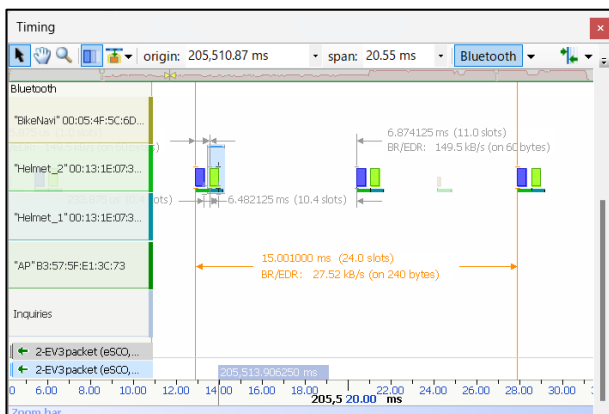 Timing
origin: 205,510.87 ms span: 20.55 ms Bluetooth
Bluetooth
"BikeNavi" 00:05:4F:5C:6D...
6.874125 ms (11.0 slots)
BR/EDR: 149.5 kB/s (on 60 bytes)
"Helmet_2" 00:13:1E:07:3...
6.482125 ms (10.4 slots)
"Helmet_1" 00:13:1E:07:3...
15.001000 ms (24.0 slots)
BR/EDR: 27.52 kB/s (on 240 bytes)
"AP" B3:57:5F:E1:3C:73
Inquiries
2-EV3 packet (eSCO,...
2-EV3 packet (eSCO,...
205,513.906250 ms
0 6.00 8.00 10.00 12.00 14.00 16.00 18.00 205,5 20.00 ms 22.00 24.00 26.00 28.00 30.00
Zoom bar